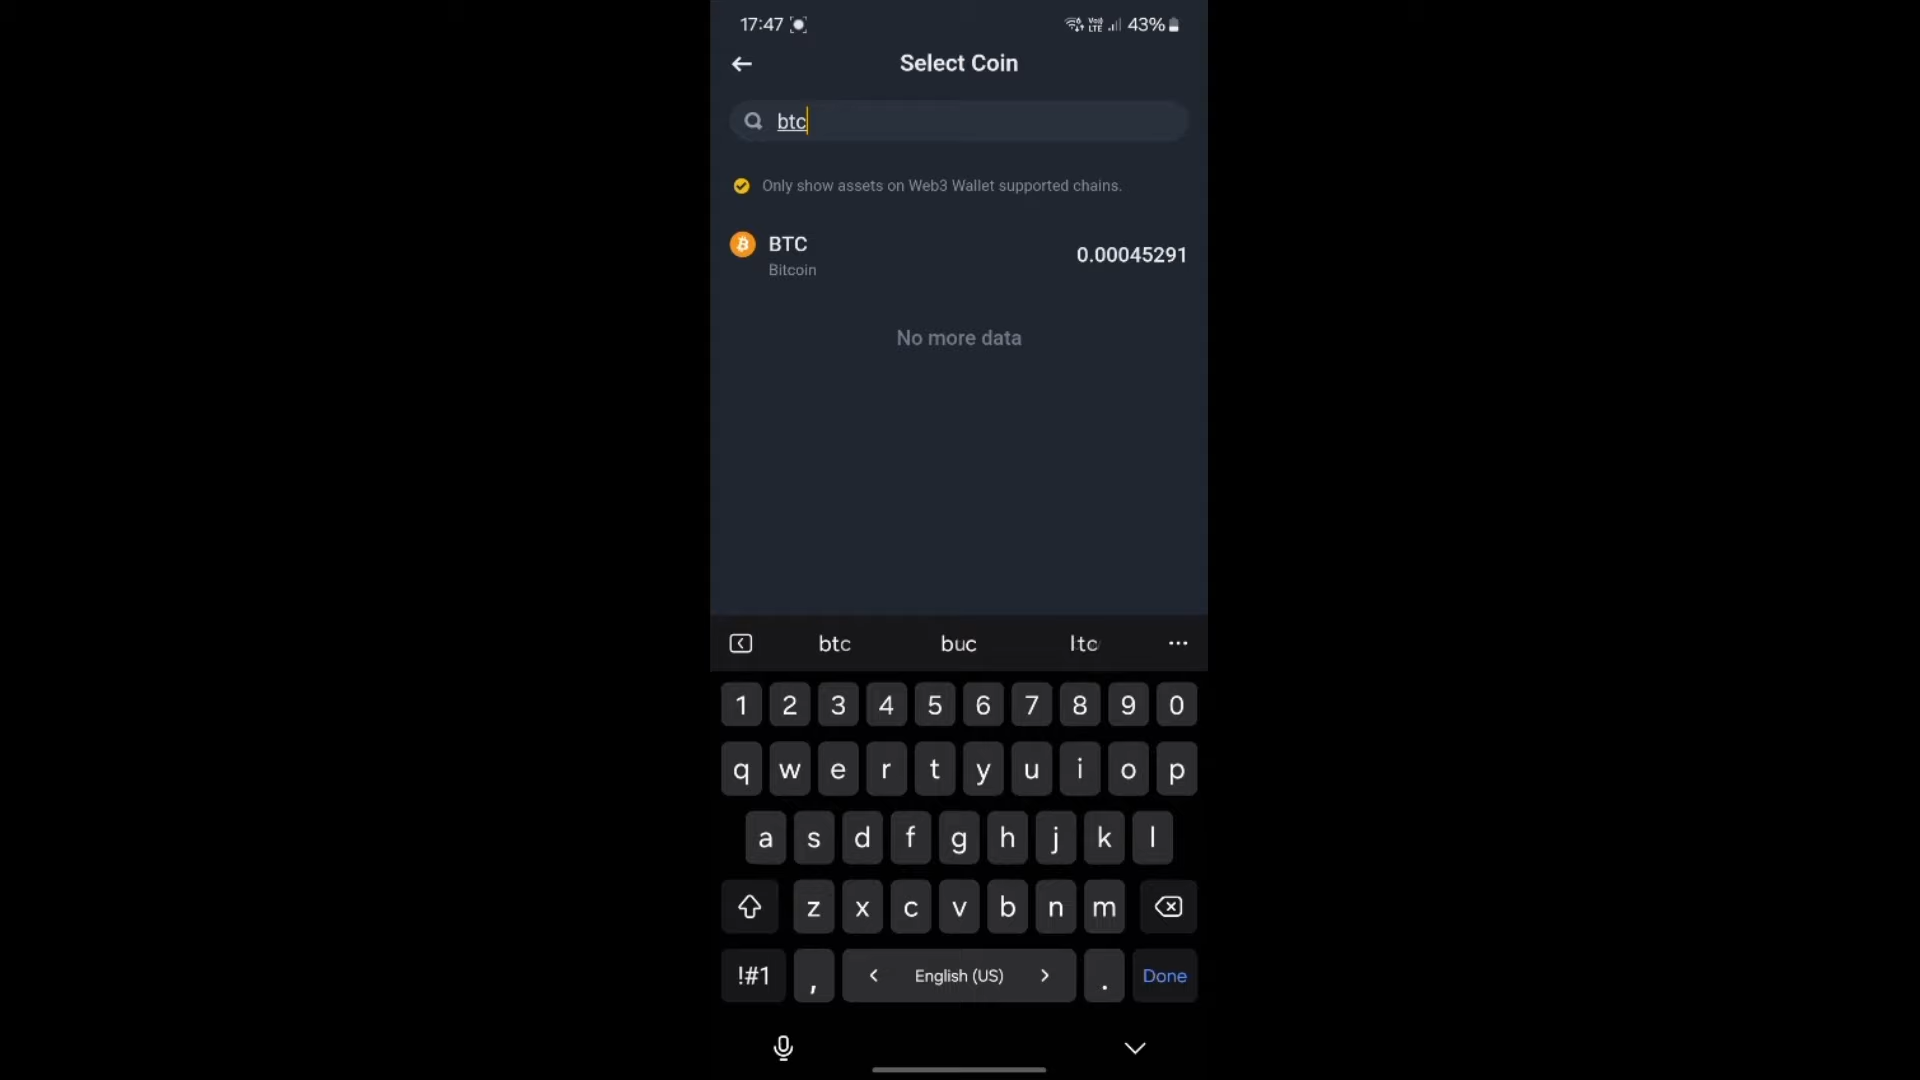 17:47 Vo)) LTE 43%
Select Coin
btc
Only show assets on Web3 Wallet supported chains.
BTC 0.00045291
Bitcoin
No more data
btc buc ltc
1 2 3 4 5 6 7 8 9 0
q w e r t y u i o p
a s d f g h j k l
z x c v b n m
!#1 , < English (US) > . Done